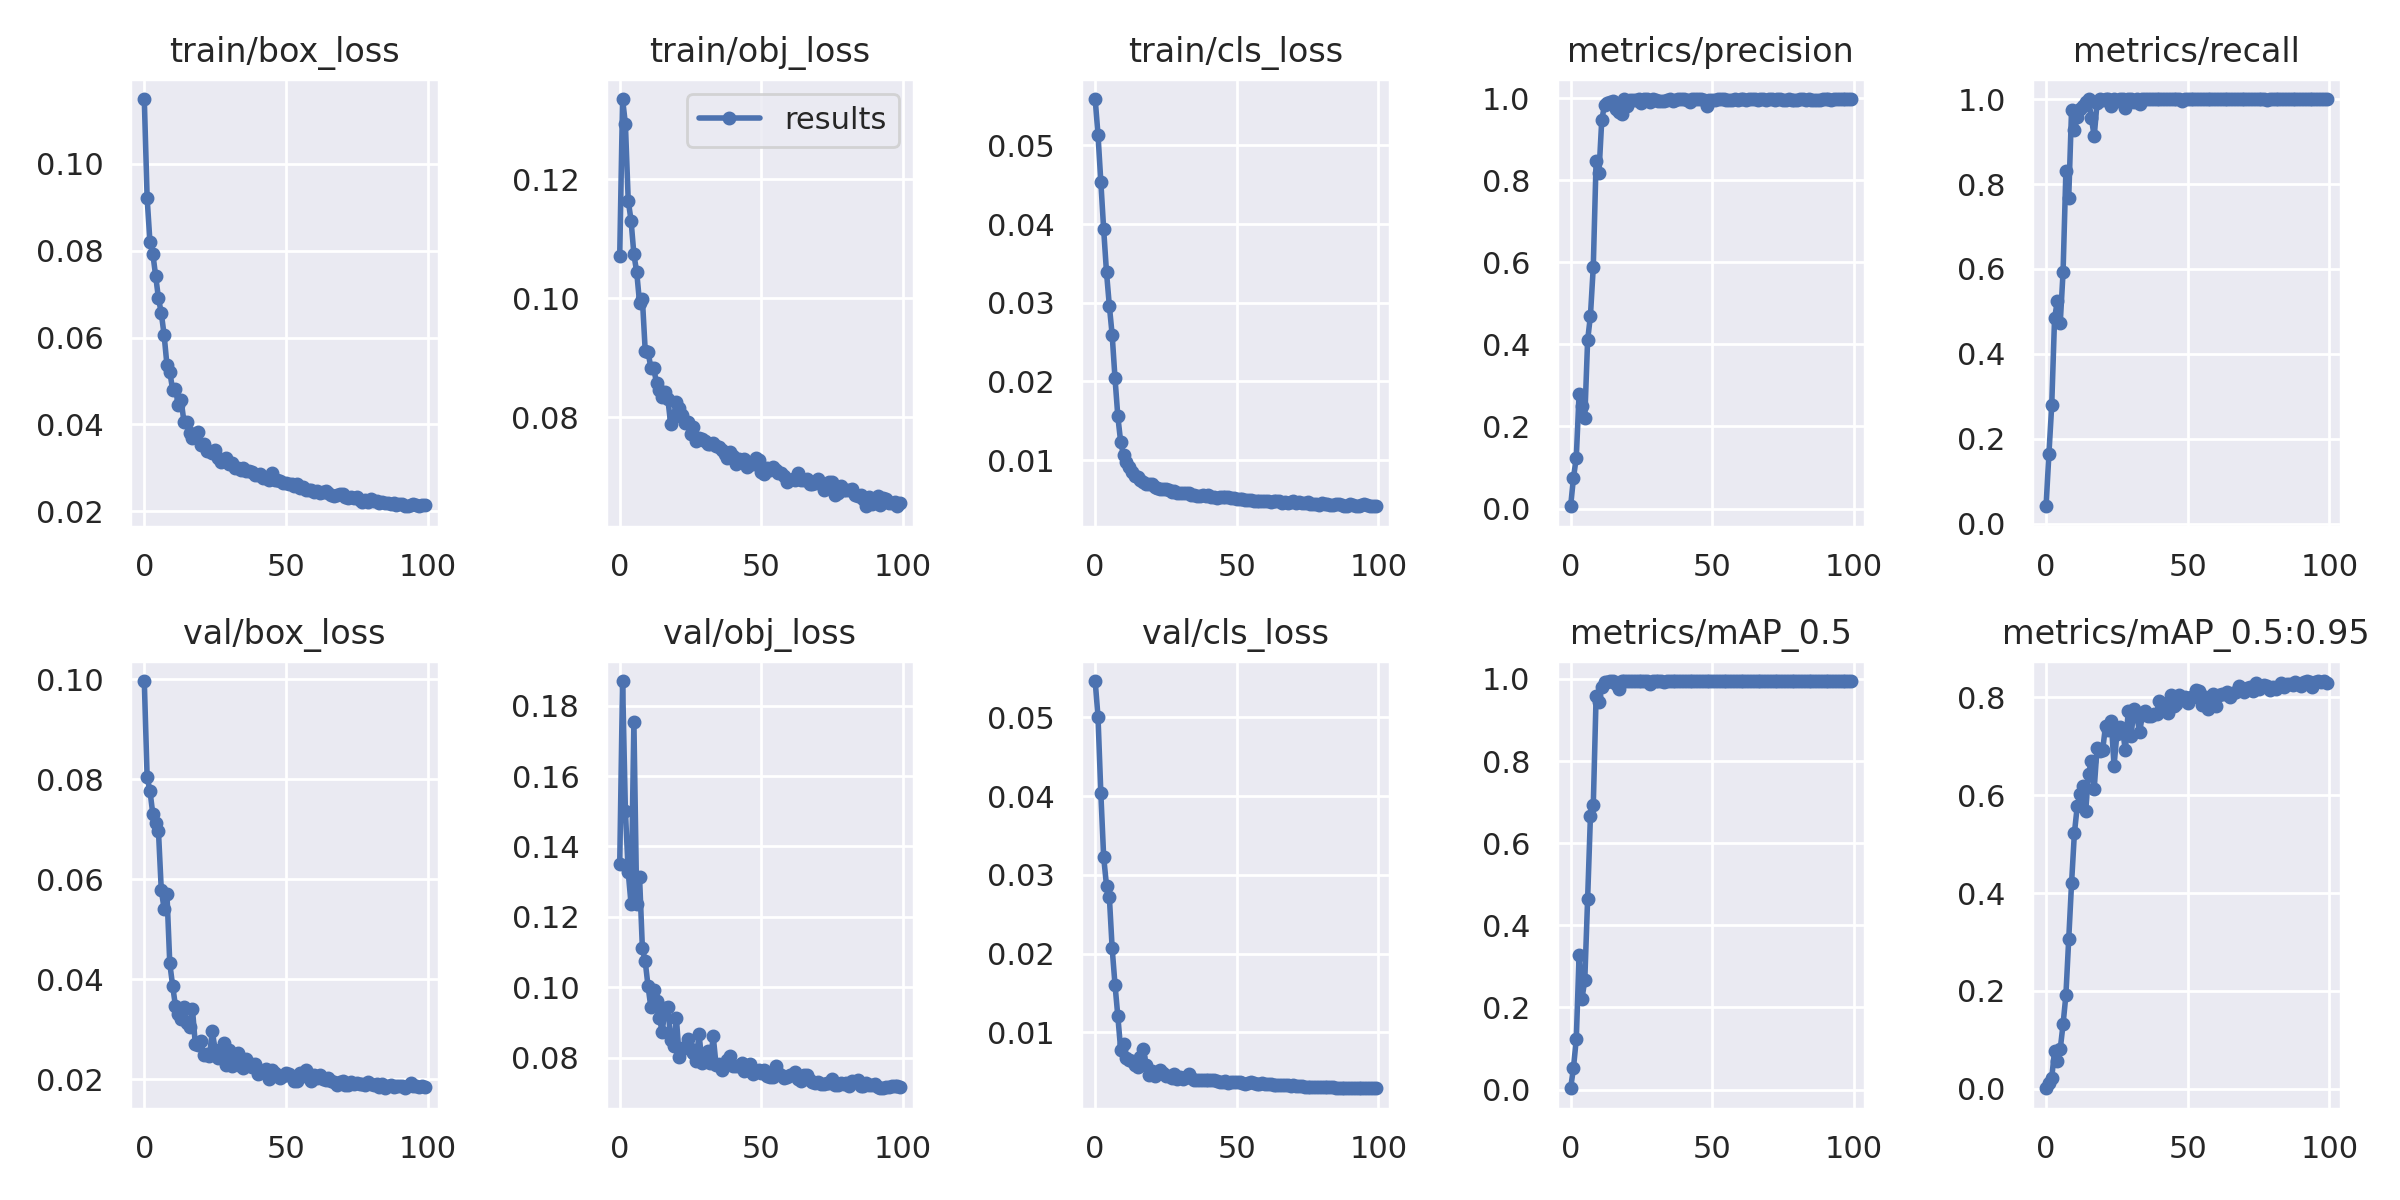 train/box_loss
0.10
0.08
0.06
0.04
0.02
0 50 100
train/obj_loss
results
0.12
0.10
0.08
0 50 100
train/cls_loss
0.05
0.04
0.03
0.02
0.01
0 50 100
metrics/precision
1.0
0.8
0.6
0.4
0.2
0.0
0 50 100
metrics/recall
1.0
0.8
0.6
0.4
0.2
0.0
0 50 100
val/box_loss
0.10
0.08
0.06
0.04
0.02
0 50 100
val/obj_loss
0.18
0.16
0.14
0.12
0.10
0.08
0 50 100
val/cls_loss
0.05
0.04
0.03
0.02
0.01
0 50 100
metrics/mAP_0.5
1.0
0.8
0.6
0.4
0.2
0.0
0 50 100
metrics/mAP_0.5:0.95
0.8
0.6
0.4
0.2
0.0
0 50 100